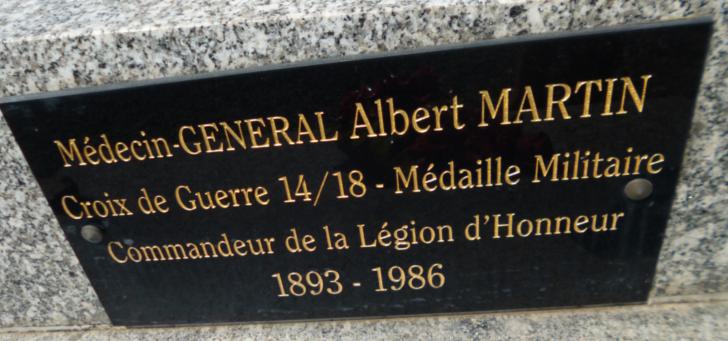 Médecin-GENERAL Albert MARTIN
Croix de Guerre 14/18 - Médaille Militaire
Commandeur de la Légion d'Honneur
1893 - 1986